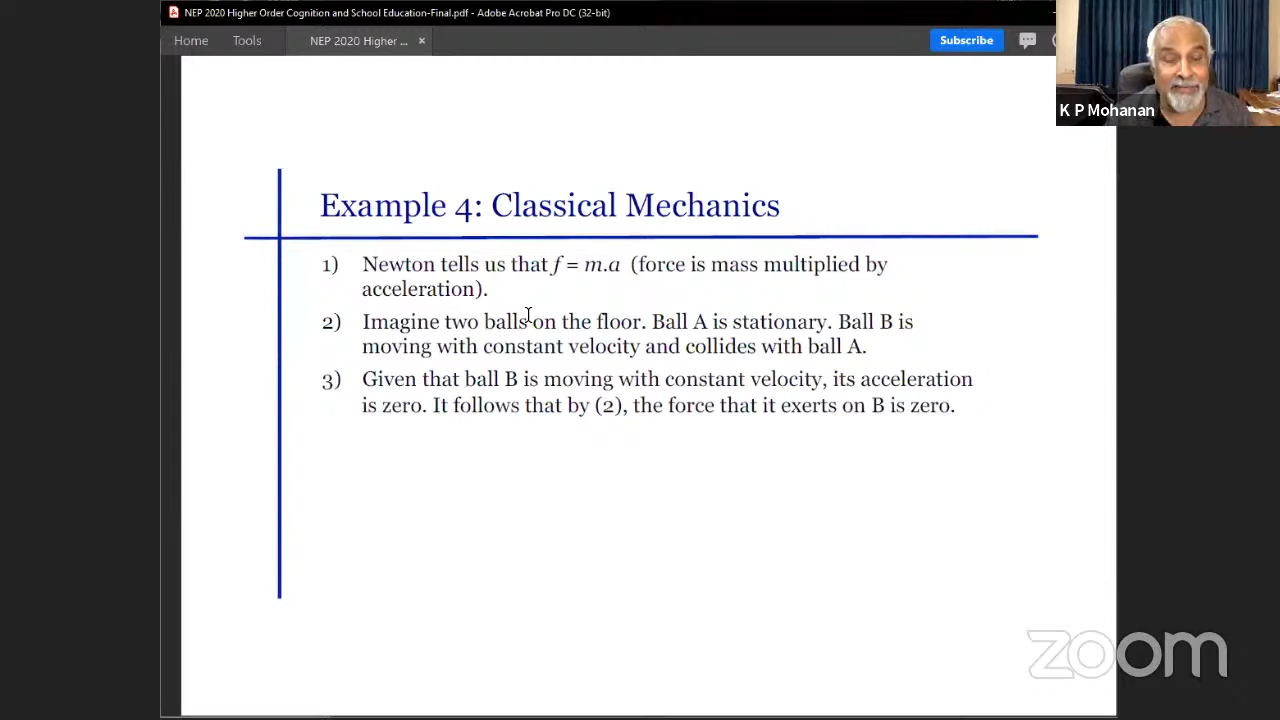 NEP 2020 Higher Order Cognition and School Education-Final.pdf - Adobe Acrobat Pro DC (32-bit)
Home
Tools
NEP 2020 Higher ...
Subscribe
K P Mohanan
Example 4: Classical Mechanics
1) Newton tells us that f = m.a (force is mass multiplied by
acceleration).
2) Imagine two balls on the floor. Ball A is stationary. Ball B is
moving with constant velocity and collides with ball A.
3) Given that ball B is moving with constant velocity, its acceleration
is zero. It follows that by (2), the force that it exerts on B is zero.
zoom